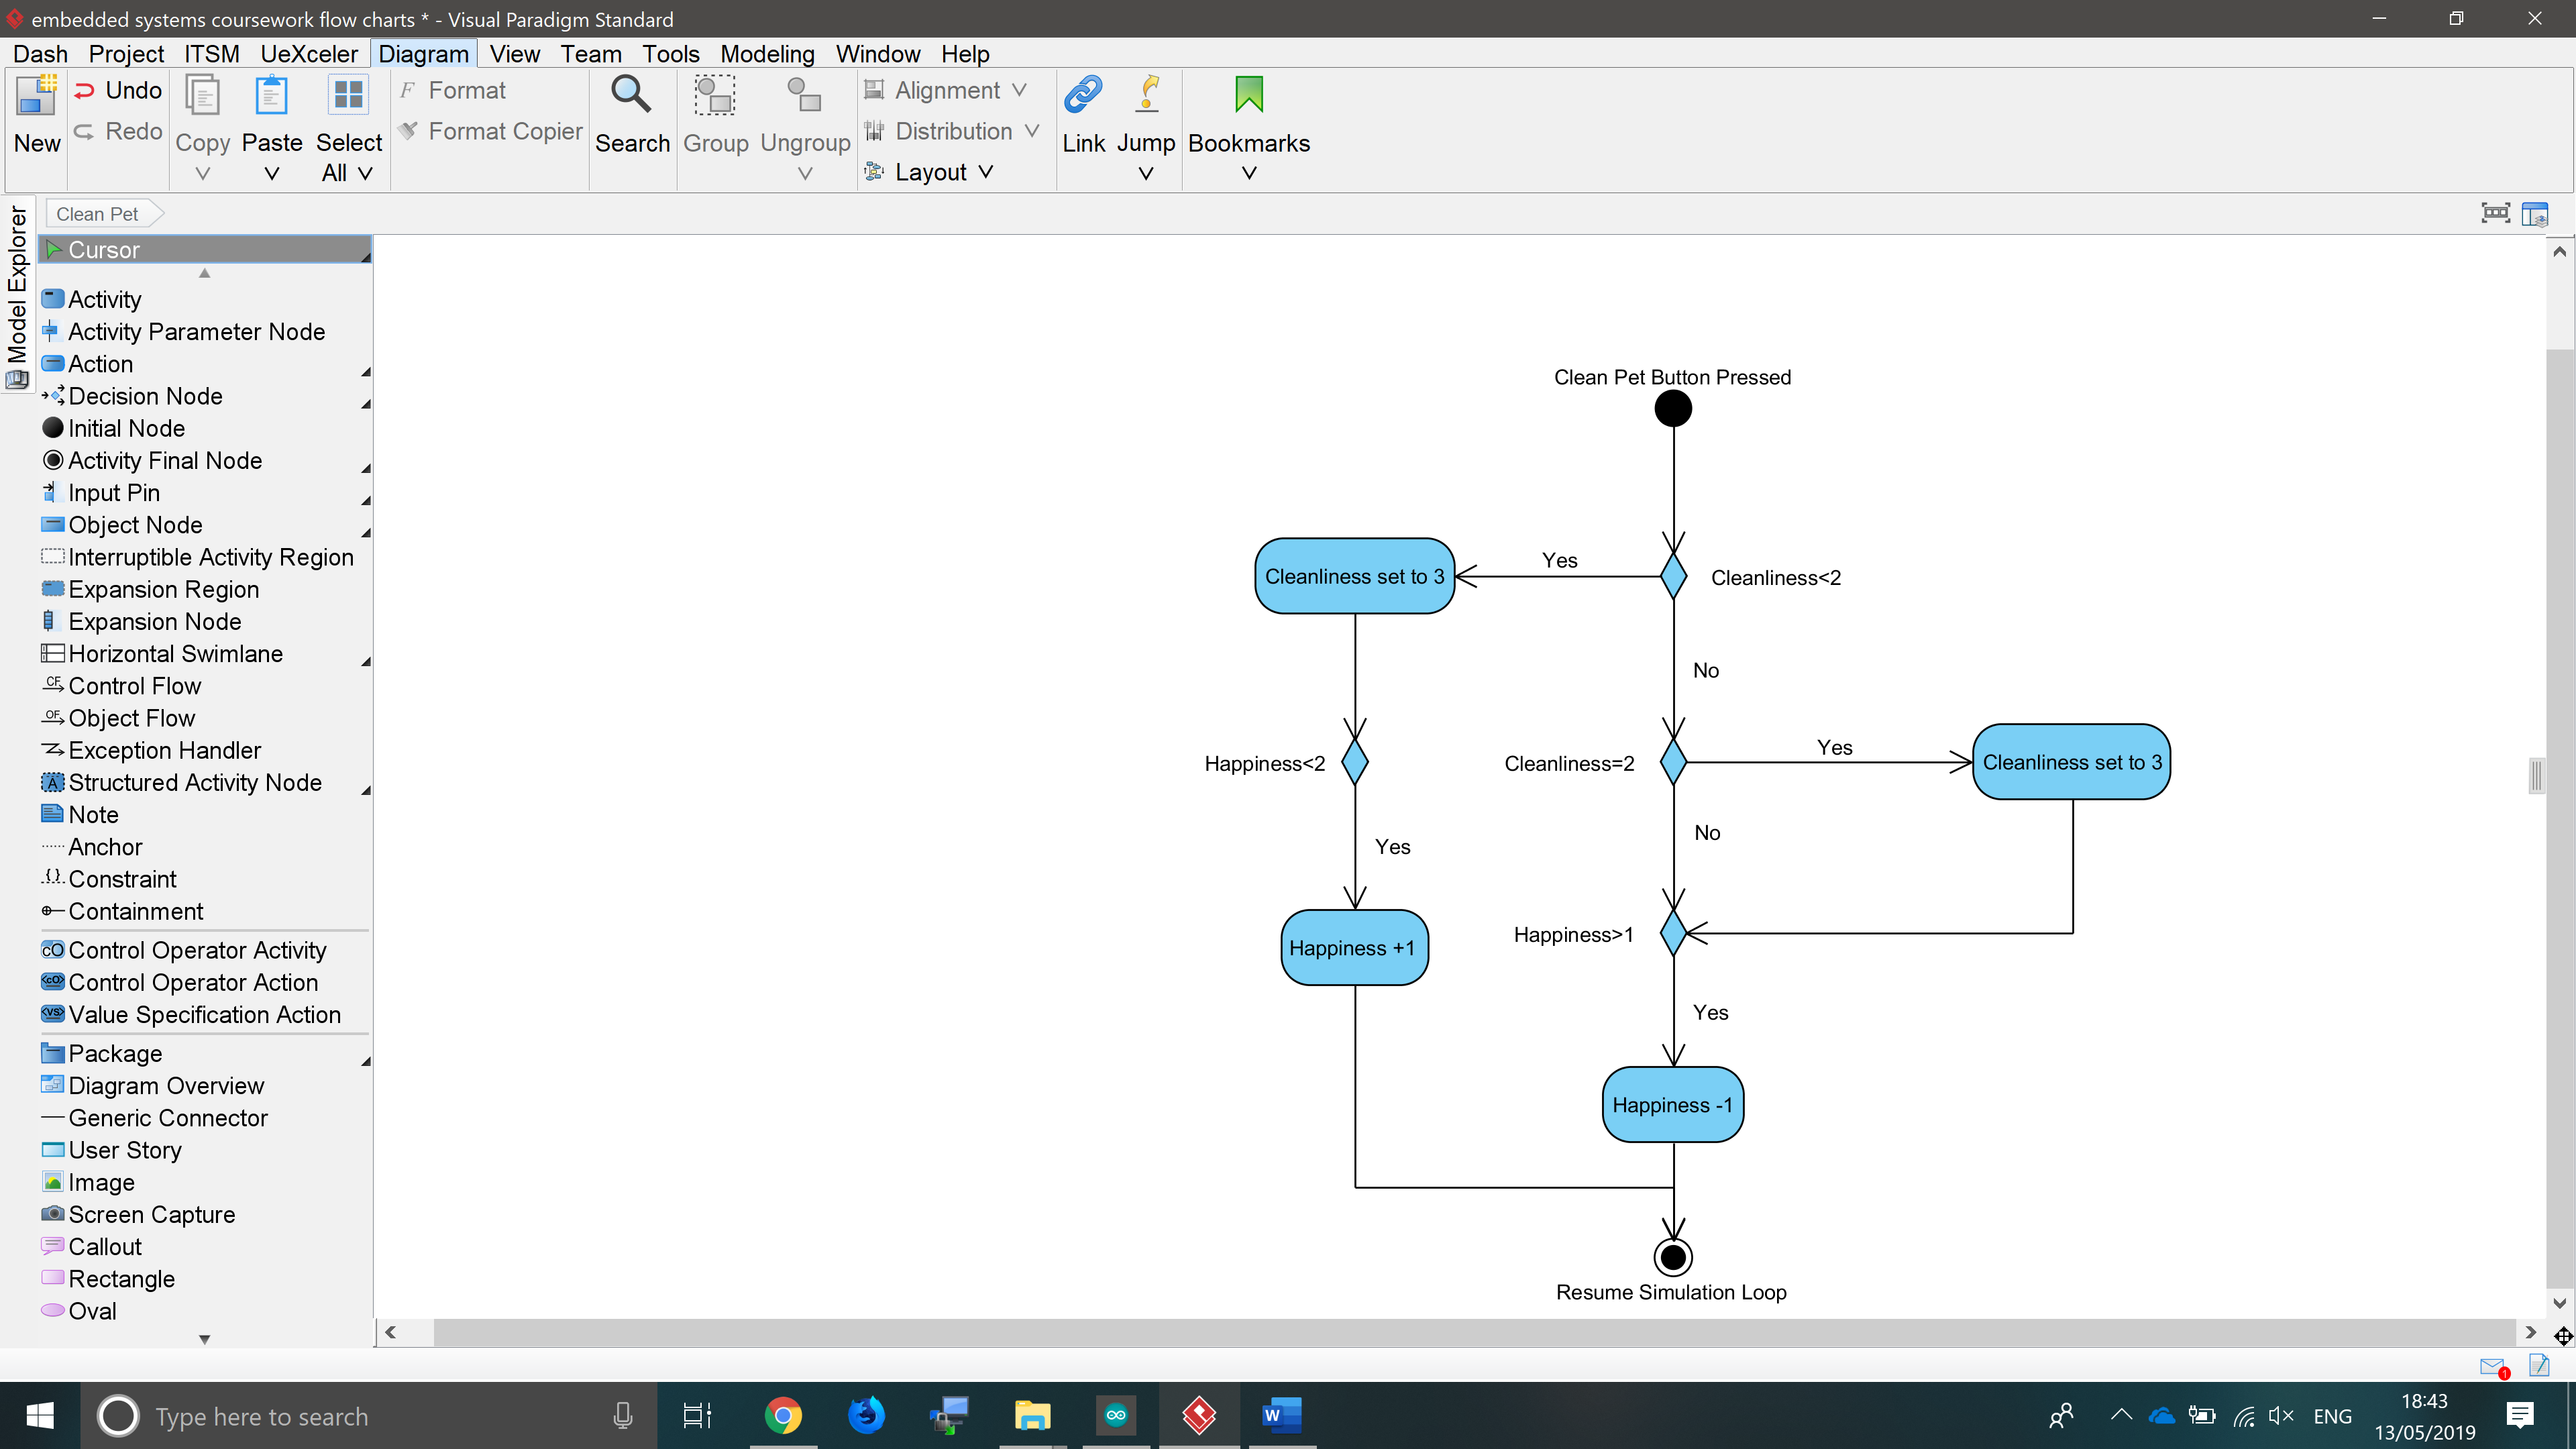 embedded systems coursework flow charts * - Visual Paradigm Standard
Dash Project ITSM UeXceler Diagram View Team Tools Modeling Window Help
New
Undo
Redo
Copy
Paste
Select
All
Format
Format Copier
Search
Group
Ungroup
Alignment
Distribution
Layout
Link
Jump
Bookmarks
Model Explorer
Clean Pet
Cursor
Activity
Activity Parameter Node
Action
Decision Node
Initial Node
Activity Final Node
Input Pin
Object Node
Interruptible Activity Region
Expansion Region
Expansion Node
Horizontal Swimlane
CF
Control Flow
OF
Object Flow
Exception Handler
A
Structured Activity Node
Note
Anchor
{}
Constraint
Containment
cO
Control Operator Activity
cO
Control Operator Action
<vs>
Value Specification Action
Package
Diagram Overview
Generic Connector
User Story
Image
Screen Capture
Callout
Rectangle
Oval
Clean Pet Button Pressed
Cleanliness set to 3
Yes
Cleanliness<2
No
Happiness<2
Cleanliness=2
Yes
Cleanliness set to 3
Yes
No
Happiness>1
Happiness +1
Yes
Happiness -1
Resume Simulation Loop
1
Type here to search
W
ENG
18:43
13/05/2019